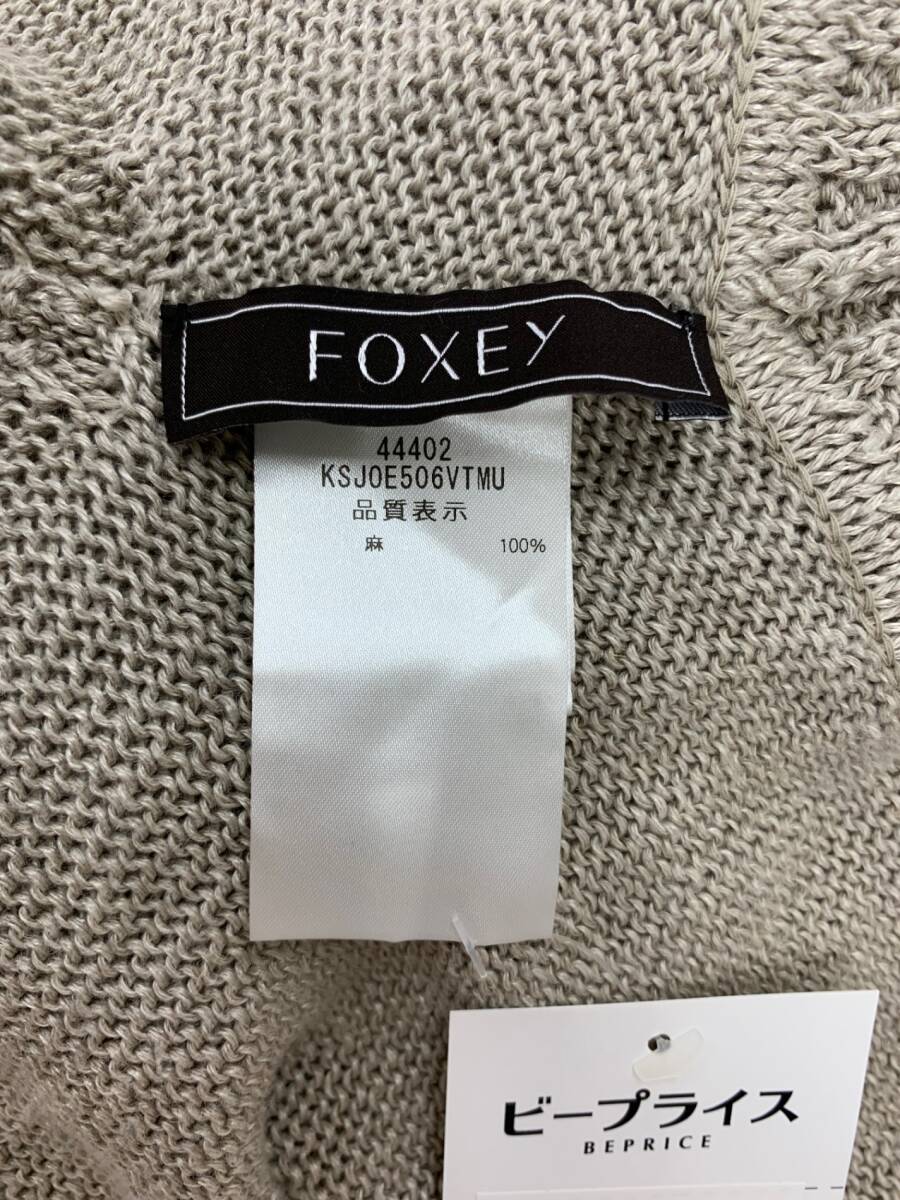 FOXEY
44402
KSJOE506VTMU
品質表示
麻 100%
ビープライス
BEPRICE